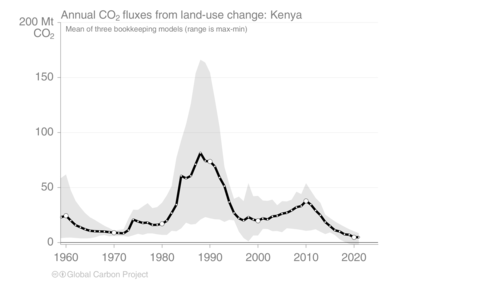 Annual CO₂ fluxes from land-use change: Kenya
200 Mt
CO₂
Mean of three bookkeeping models (range is max-min)
150
100
50
0
1960 1970 1980 1990 2000 2010 2020
Global Carbon Project